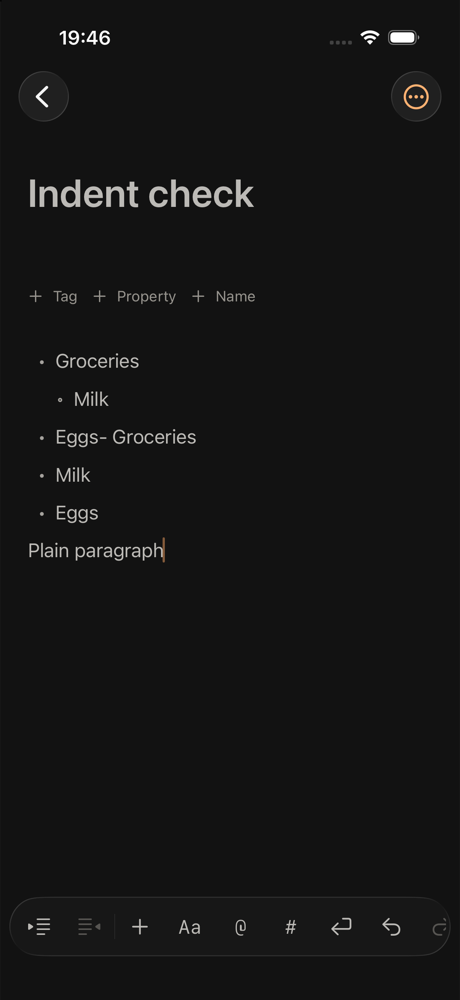 19:46
Indent check
+ Tag + Property + Name
• Groceries
◦ Milk
• Eggs- Groceries
• Milk
• Eggs
Plain paragraph
Aa @ #